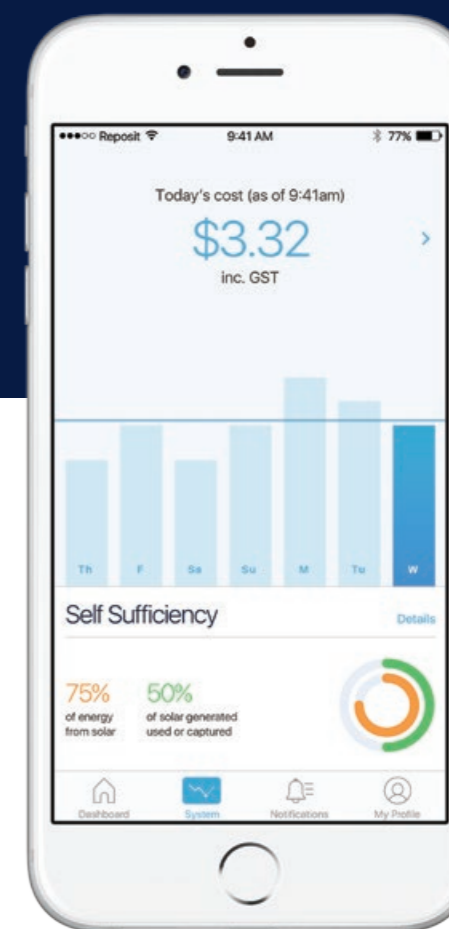 Reposit 9:41 AM 77%
Today's cost (as of 9:41am)
$3.32
inc. GST
Th F Sa Su M Tu W
Self Sufficiency Details
75% 50%
of energy of solar generated
from solar used or captured
Dashboard System Notifications My Profile